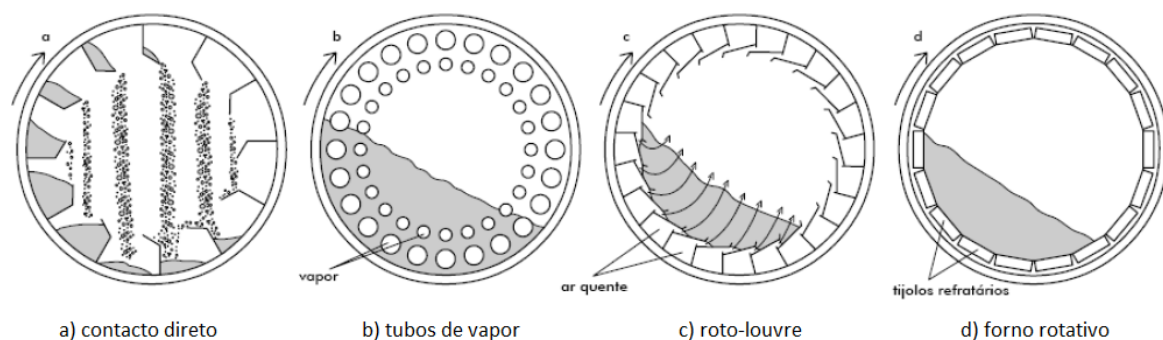 a
b
c
d
vapor
ar quente
tijolos refratários
a) contacto direto
b) tubos de vapor
c) roto-louvre
d) forno rotativo